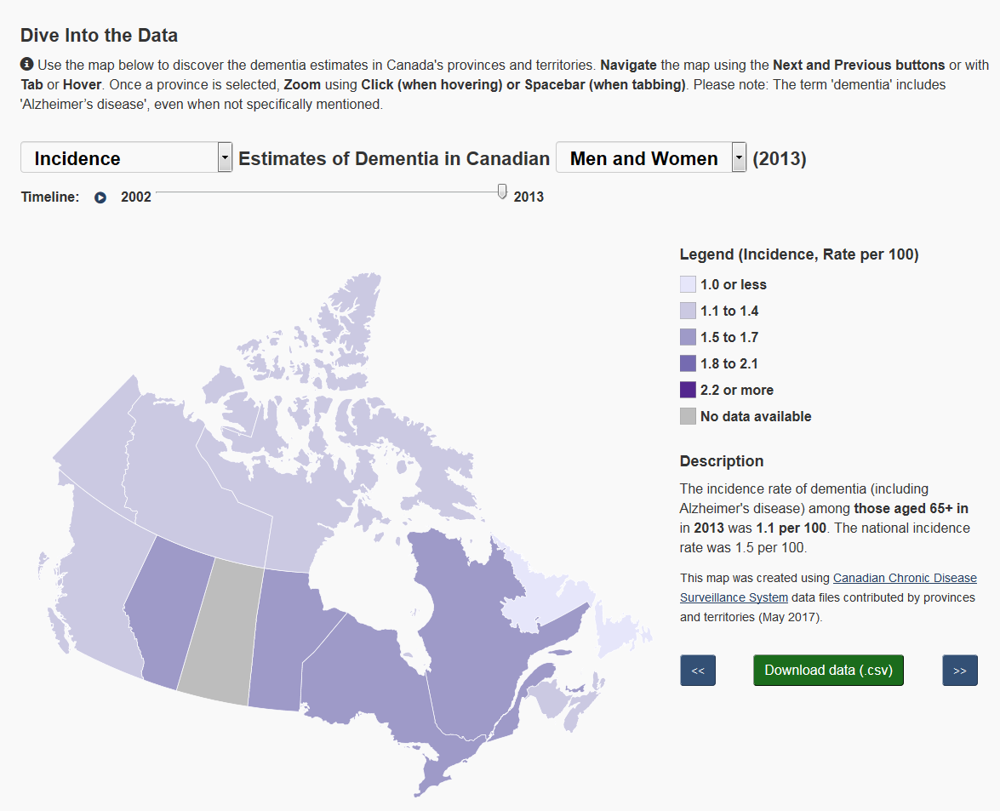 Dive Into the Data
Use the map below to discover the dementia estimates in Canada's provinces and territories. Navigate the map using the Next and Previous buttons or with
Tab or Hover. Once a province is selected, Zoom using Click (when hovering) or Spacebar (when tabbing). Please note: The term 'dementia' includes
'Alzheimer’s disease', even when not specifically mentioned.
Incidence Estimates of Dementia in Canadian Men and Women (2013)
Timeline: 2002 2013
Legend (Incidence, Rate per 100)
1.0 or less
1.1 to 1.4
1.5 to 1.7
1.8 to 2.1
2.2 or more
No data available
Description
The incidence rate of dementia (including
Alzheimer's disease) among those aged 65+ in
in 2013 was 1.1 per 100. The national incidence
rate was 1.5 per 100.
This map was created using Canadian Chronic Disease
Surveillance System data files contributed by provinces
and territories (May 2017).
<< Download data (.csv) >>